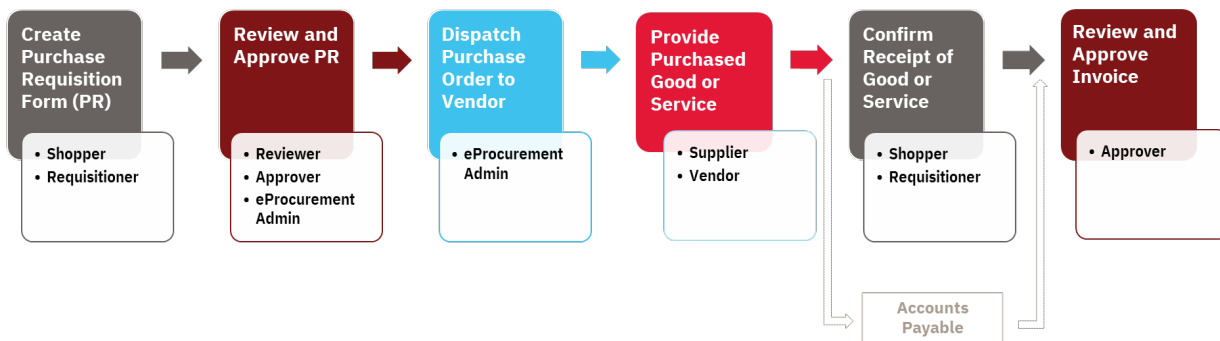 Create
Purchase
Requisition
Form (PR)
• Shopper
• Requisitioner
Review and
Approve PR
• Reviewer
• Approver
• eProcurement
Admin
Dispatch
Purchase
Order to
Vendor
• eProcurement
Admin
Provide
Purchased
Good or
Service
• Supplier
• Vendor
Confirm
Receipt of
Good or
Service
• Shopper
• Requisitioner
Accounts
Payable
Review and
Approve
Invoice
• Approver